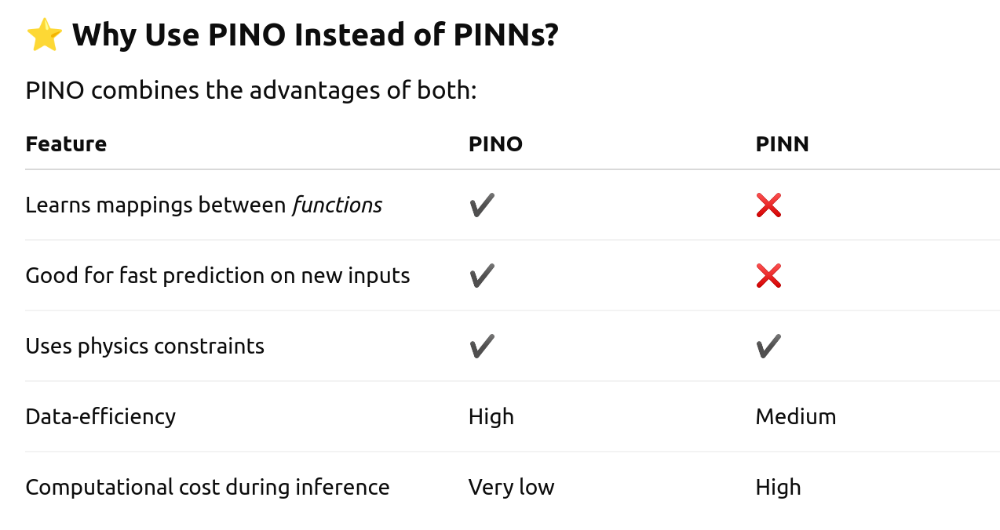 ⭐ Why Use PINO Instead of PINNs?
PINO combines the advantages of both:
Feature PINO PINN
Learns mappings between functions ✔ ❌
Good for fast prediction on new inputs ✔ ❌
Uses physics constraints ✔ ✔
Data-efficiency High Medium
Computational cost during inference Very low High